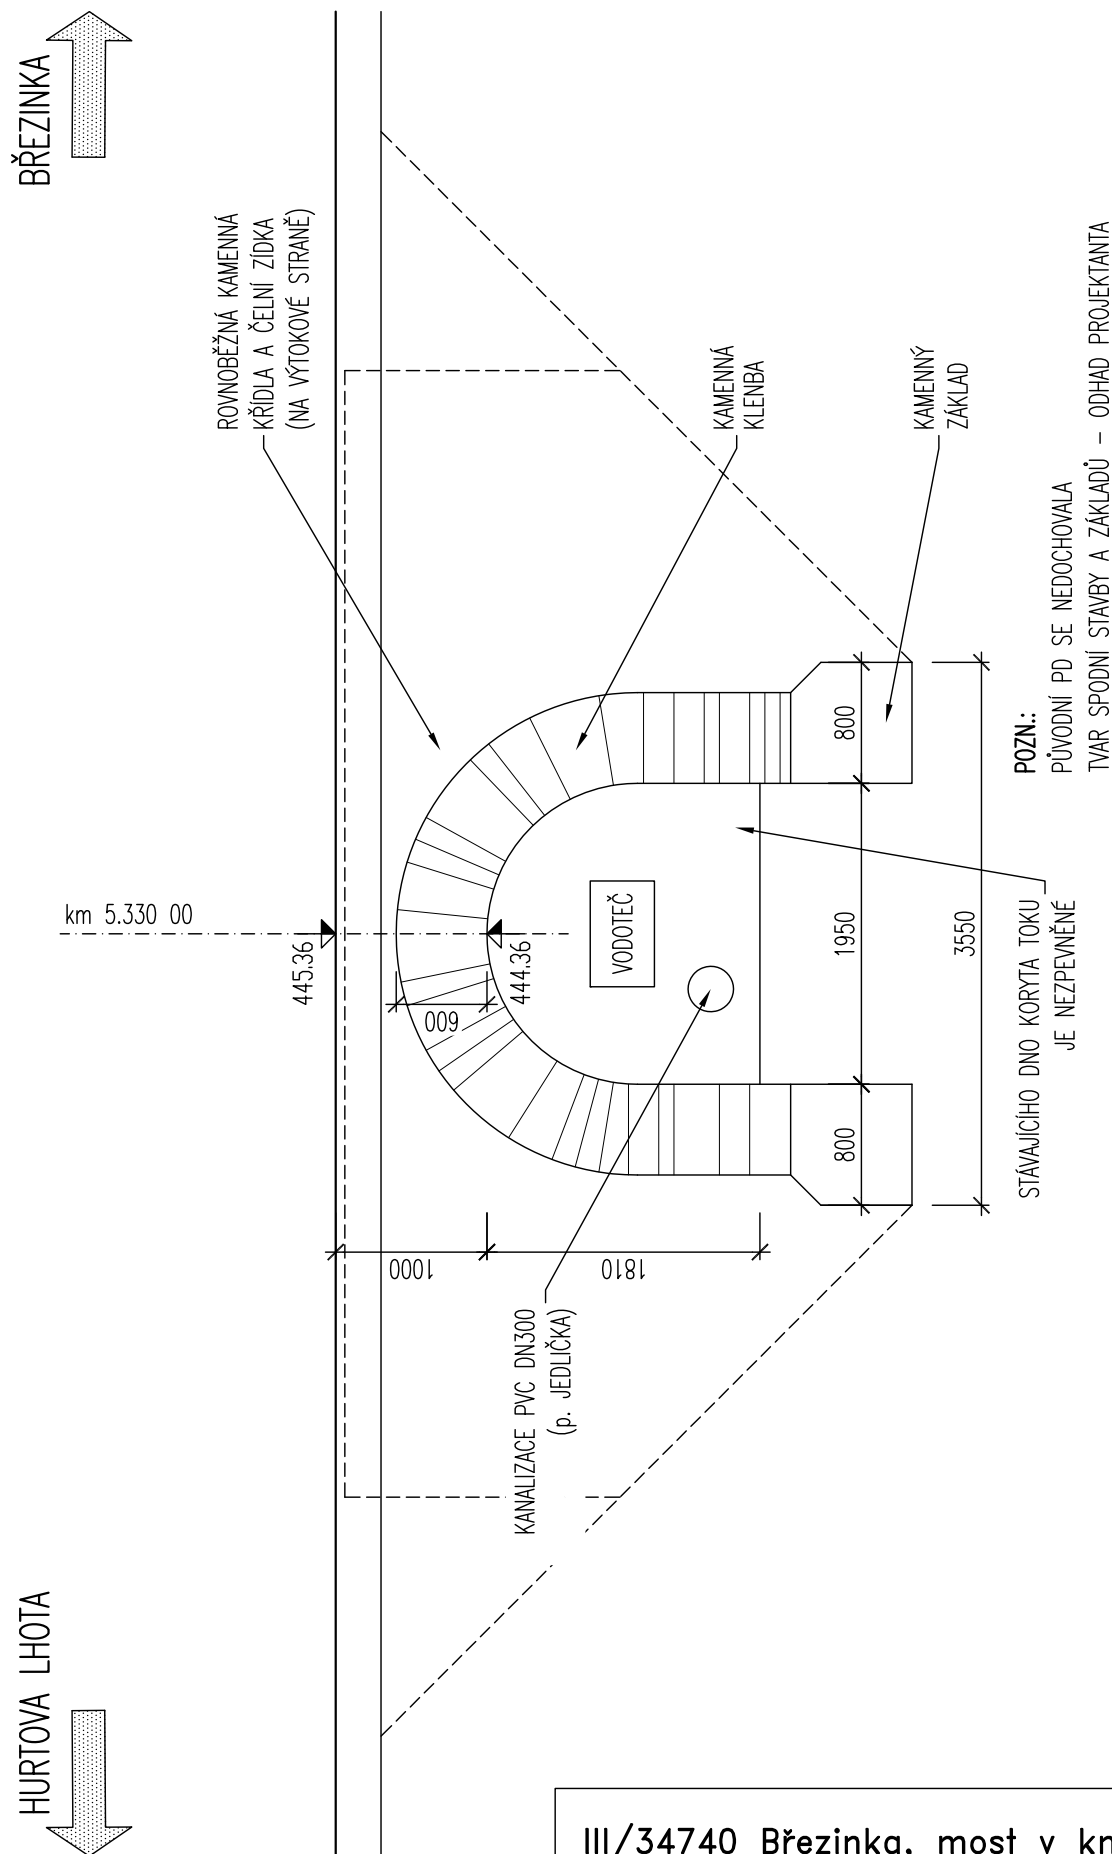 HURTOVA LHOTA
BŘEZINKA
km 5.330 00
ROVNOBĚŽNÁ KAMENNÁ
KŘÍDLA A ČELNÍ ZÍDKA
(NA VÝTOKOVÉ STRANĚ)
445.36
1000
600
444.36
1810
VODOTEČ
KAMENNÁ
KLENBA
KANALIZACE PVC DN300
(p. JEDLIČKA)
800
1950
800
3550
KAMENNÝ
ZÁKLAD
STÁVAJÍCÍHO DNO KORYTA TOKU
JE NEZPEVNĚNÉ
POZN.:
PŮVODNÍ PD SE NEDOCHOVALA
TVAR SPODNÍ STAVBY A ZÁKLADŮ - ODHAD PROJEKTANTA
III/34740 Březinka, most v km